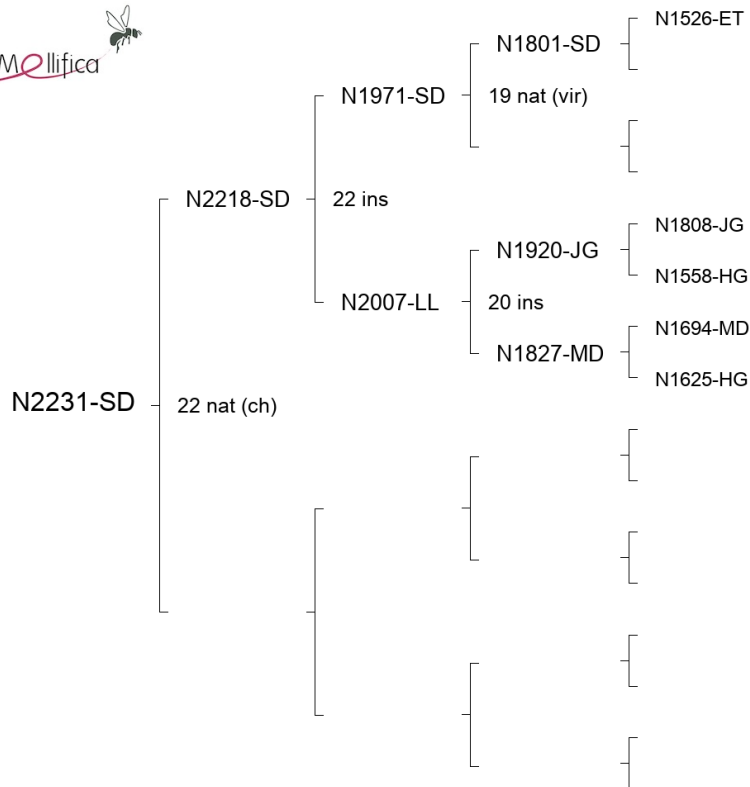 Mellifica
N1526-ET
N1801-SD
N1971-SD
19 nat (vir)
N2218-SD
22 ins
N1808-JG
N1920-JG
N1558-HG
N2007-LL
20 ins
N1694-MD
N1827-MD
N1625-HG
N2231-SD
22 nat (ch)